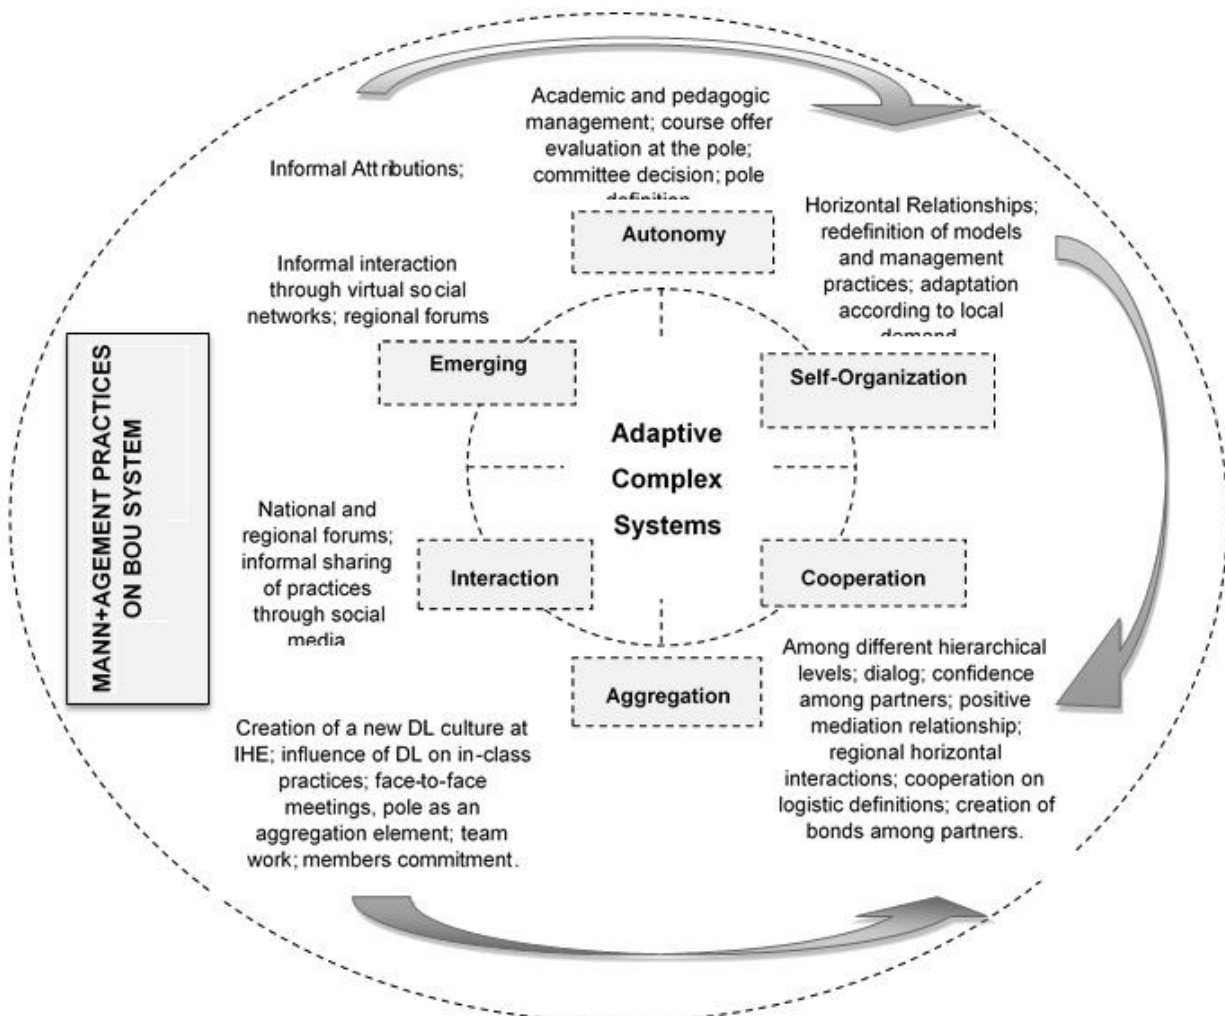 Academic and pedagogic
management; course offer
evaluation at the pole;
committee decision; pole
definition
Autonomy
Informal Attributions;
Informal interaction
through virtual social
networks; regional forums
Emerging
Horizontal Relationships;
redefinition of models
and management
practices; adaptation
according to local
demand
Self-Organization
MANN+AGEMENT PRACTICES
ON BOU SYSTEM
Adaptive
Complex
Systems
National and
regional forums;
informal sharing
of practices
through social
media
Interaction
Cooperation
Among different hierarchical
levels; dialog; confidence
among partners; positive
mediation relationship;
regional horizontal
interactions; cooperation on
logistic definitions; creation of
bonds among partners.
Aggregation
Creation of a new DL culture at
IHE; influence of DL on in-class
practices; face-to-face
meetings, pole as an
aggregation element; team
work; members commitment.